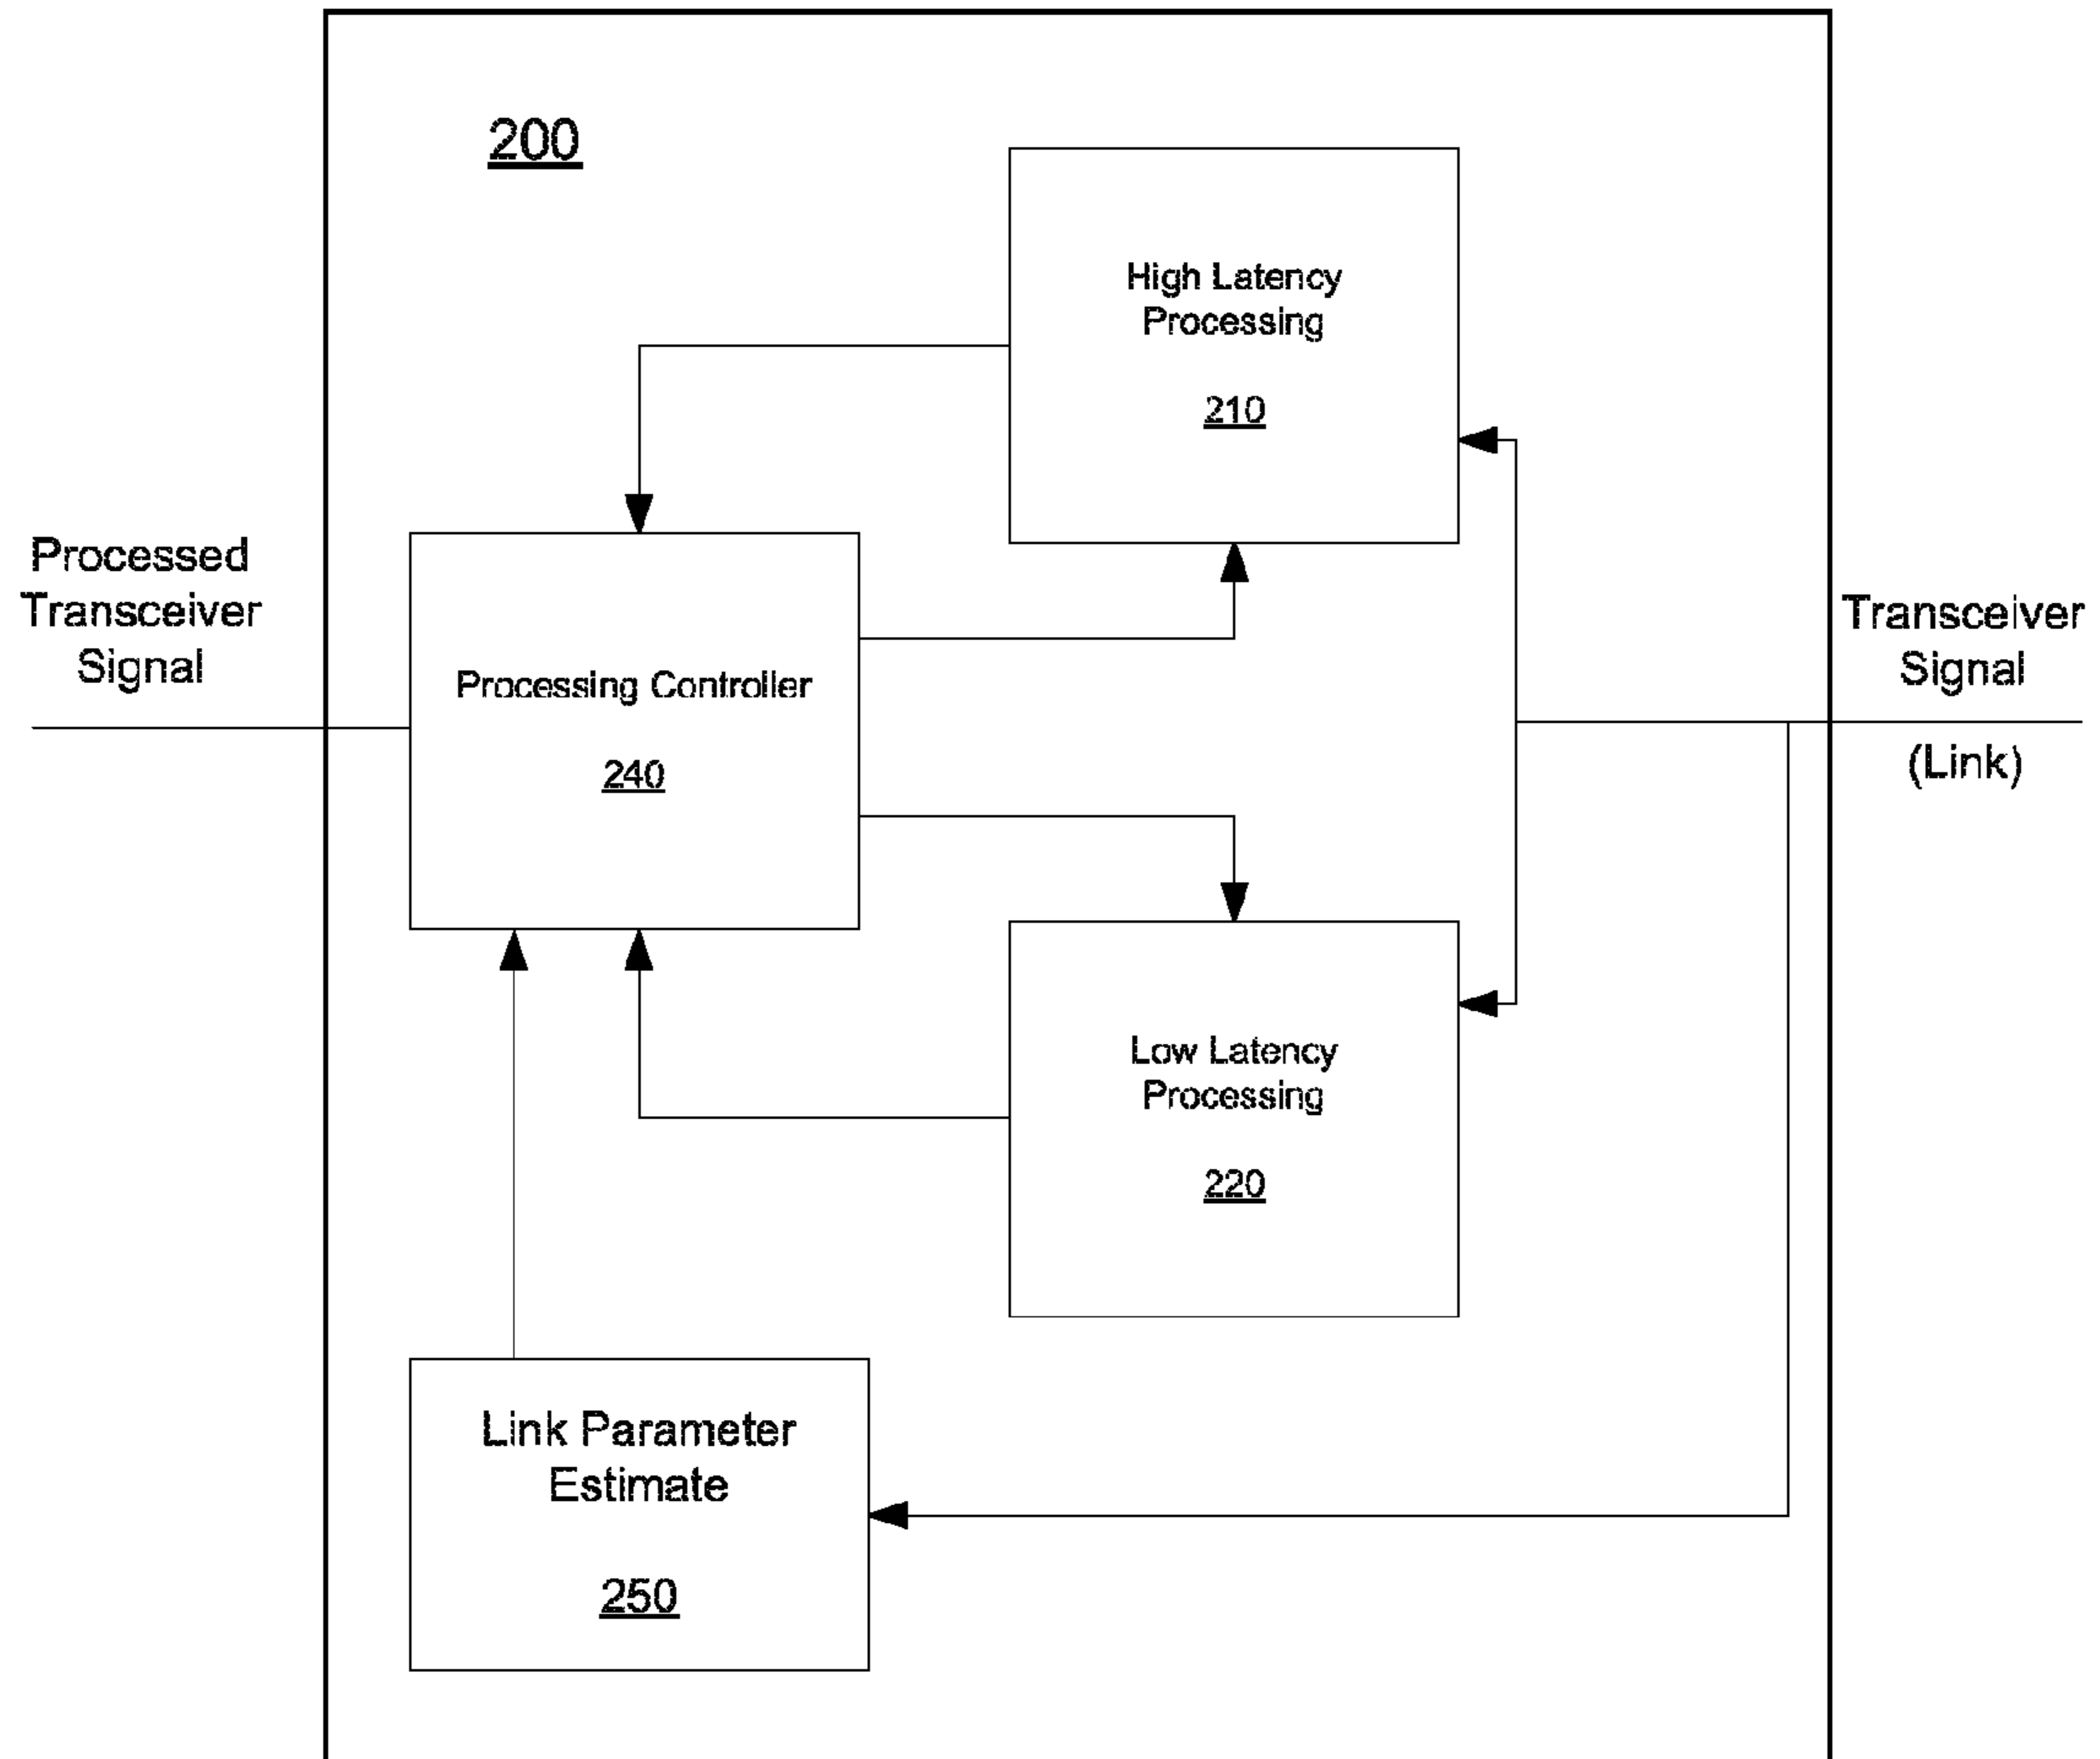 200
High Latency
Processing
210
Processed
Transceiver
Signal
Processing Controller
240
Transceiver
Signal
(Link)
Low Latency
Processing
220
Link Parameter
Estimate
250